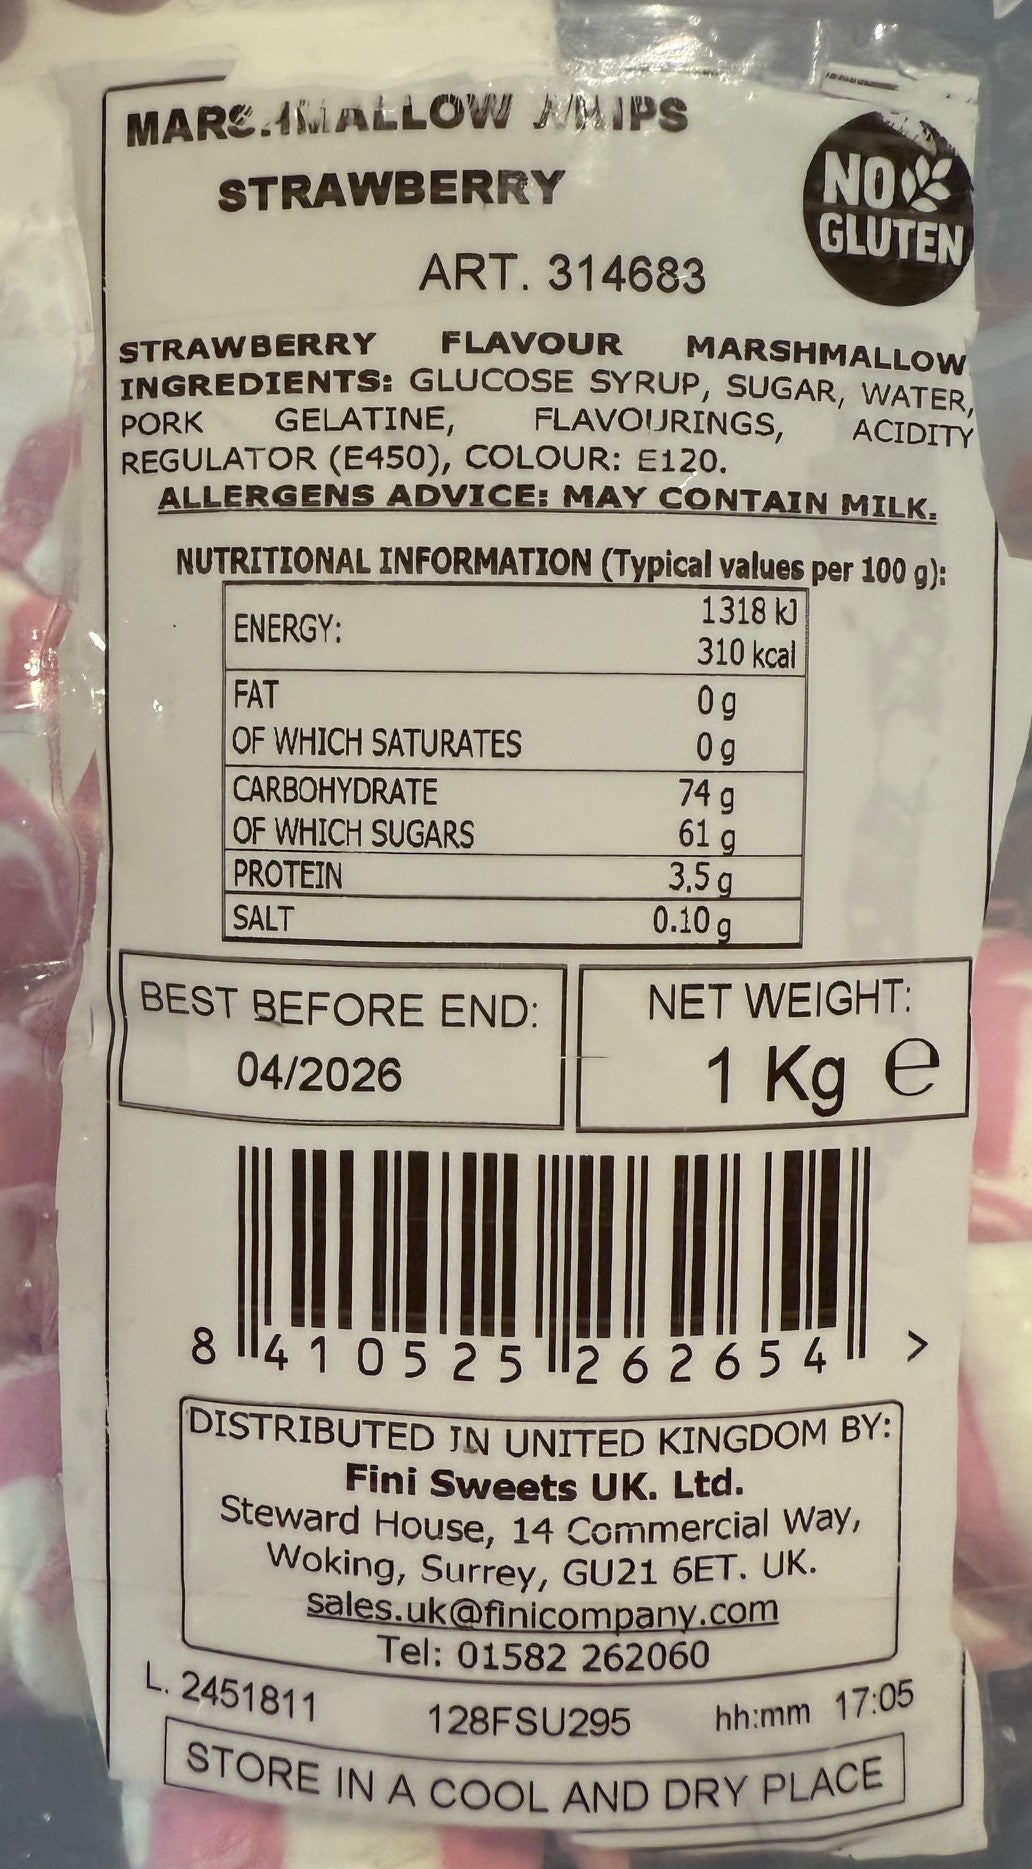 MARSHMALLOW WHIPS
STRAWBERRY
NO
GLUTEN
ART. 314683
STRAWBERRY FLAVOUR MARSHMALLOW
INGREDIENTS: GLUCOSE SYRUP, SUGAR, WATER,
PORK GELATINE, FLAVOURINGS, ACIDITY
REGULATOR (E450), COLOUR: E120.
ALLERGENS ADVICE: MAY CONTAIN MILK.
NUTRITIONAL INFORMATION (Typical values per 100 g):
ENERGY: 1318 kJ
310 kcal
FAT 0 g
OF WHICH SATURATES 0 g
CARBOHYDRATE 74 g
OF WHICH SUGARS 61 g
PROTEIN 3,5 g
SALT 0.10 g
BEST BEFORE END:
04/2026
NET WEIGHT:
1 Kg e
8 410525 262654 >
DISTRIBUTED IN UNITED KINGDOM BY:
Fini Sweets UK. Ltd.
Steward House, 14 Commercial Way,
Woking, Surrey, GU21 6ET. UK.
sales.uk@finicompany.com
Tel: 01582 262060
L. 2451811 128FSU295 hh:mm 17:05
STORE IN A COOL AND DRY PLACE